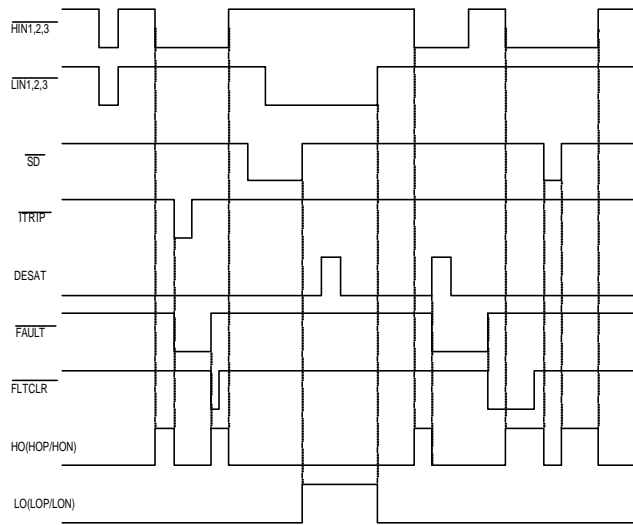 HIN1,2,3
LIN1,2,3
SD
ITRIP
DESAT
FAULT
FLTCLR
HO(HOP/HON)
LO(LOP/LON)